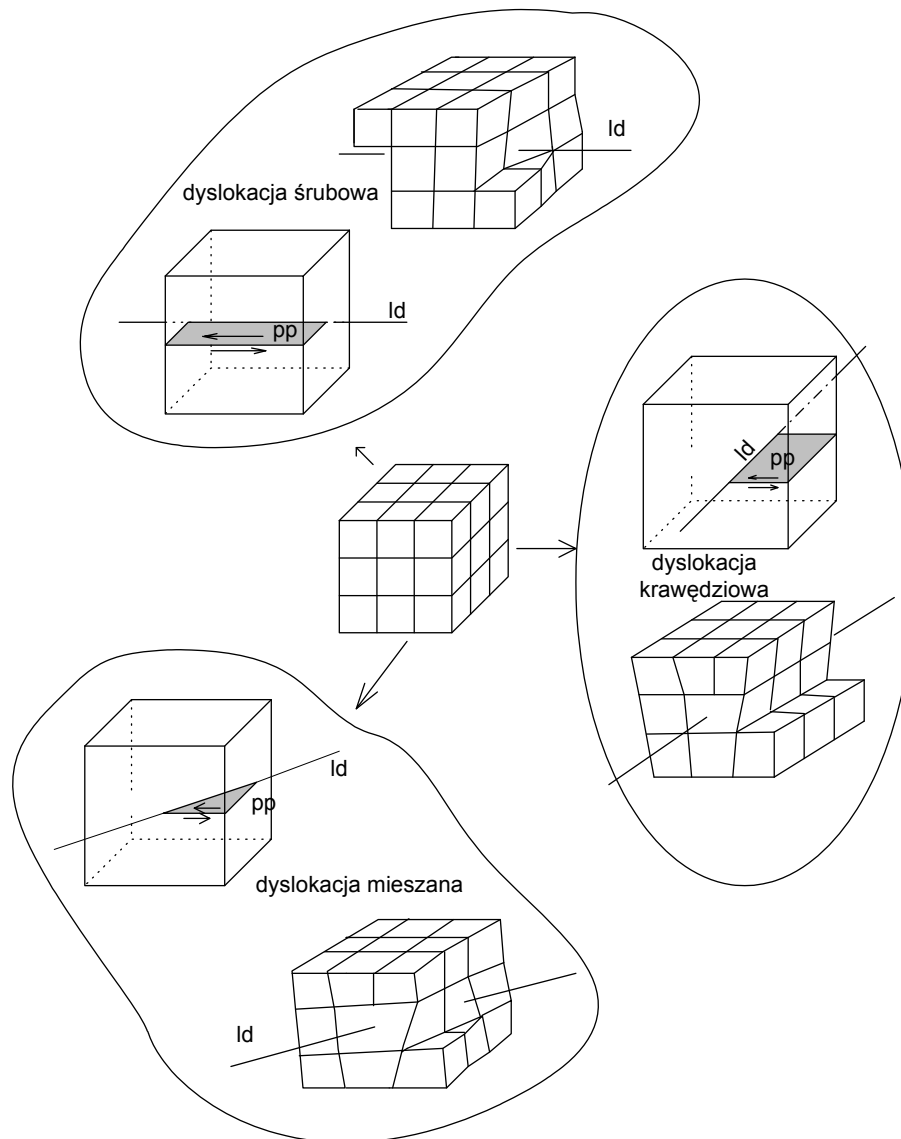 ld
dyslokacja śrubowa
ld
pp
ld
pp
dyslokacja
krawędziowa
ld
pp
dyslokacja mieszana
ld